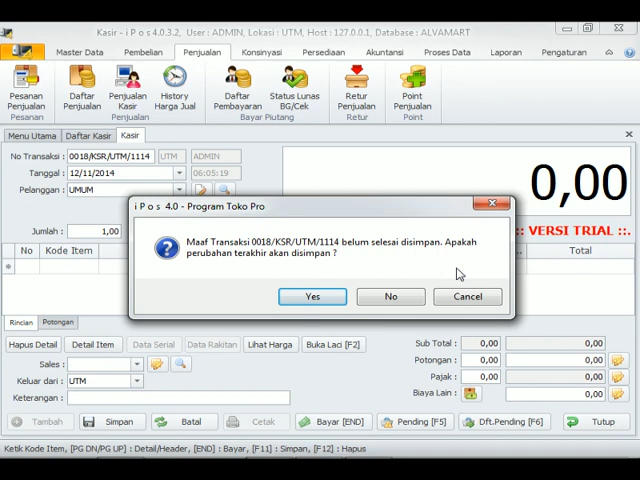 Kasir - i P o s 4.0.3.2, User : ADMIN, Lokasi : UTM, Host : 127.0.0.1, Database : ALVAMART
Master Data Pembelian Penjualan Konsinyasi Persediaan Akuntansi Proses Data Laporan Pengaturan
Pesanan Penjualan
Daftar Penjualan
Penjualan Kasir
History Harga Jual
Daftar Pembayaran
Status Lunas BG/Cek
Retur Penjualan
Point Penjualan
Pesanan Penjualan Penjualan Bayar Piutang Retur Point
Menu Utama Daftar Kasir Kasir
No Transaksi : 0018/KSR/UTM/1114 UTM ADMIN
Tanggal : 12/11/2014 06:05:19
Pelanggan : UMUM
0,00
Jumlah : 1,00
:: VERSI TRIAL ::
No Kode Item Total
i P o s 4.0 - Program Toko Pro
Maaf Transaksi 0018/KSR/UTM/1114 belum selesai disimpan. Apakah
perubahan terakhir akan disimpan ?
Yes No Cancel
Rincian Potongan
Hapus Detail Detail Item Data Serial Data Rakitan Lihat Harga Buka Laci [F2]
Sub Total : 0,00 0,00
Sales : Potongan : 0,00 0,00
Keluar dari : UTM Pajak : 0,00 0,00
Keterangan : Biaya Lain : 0,00
Tambah Simpan Batal Cetak Bayar [END] Pending [F5] Dft.Pending [F6] Tutup
Ketik Kode Item, [PG DN/PG UP] : Detail/Header, [END] : Bayar, [F11] : Simpan, [F12] : Hapus